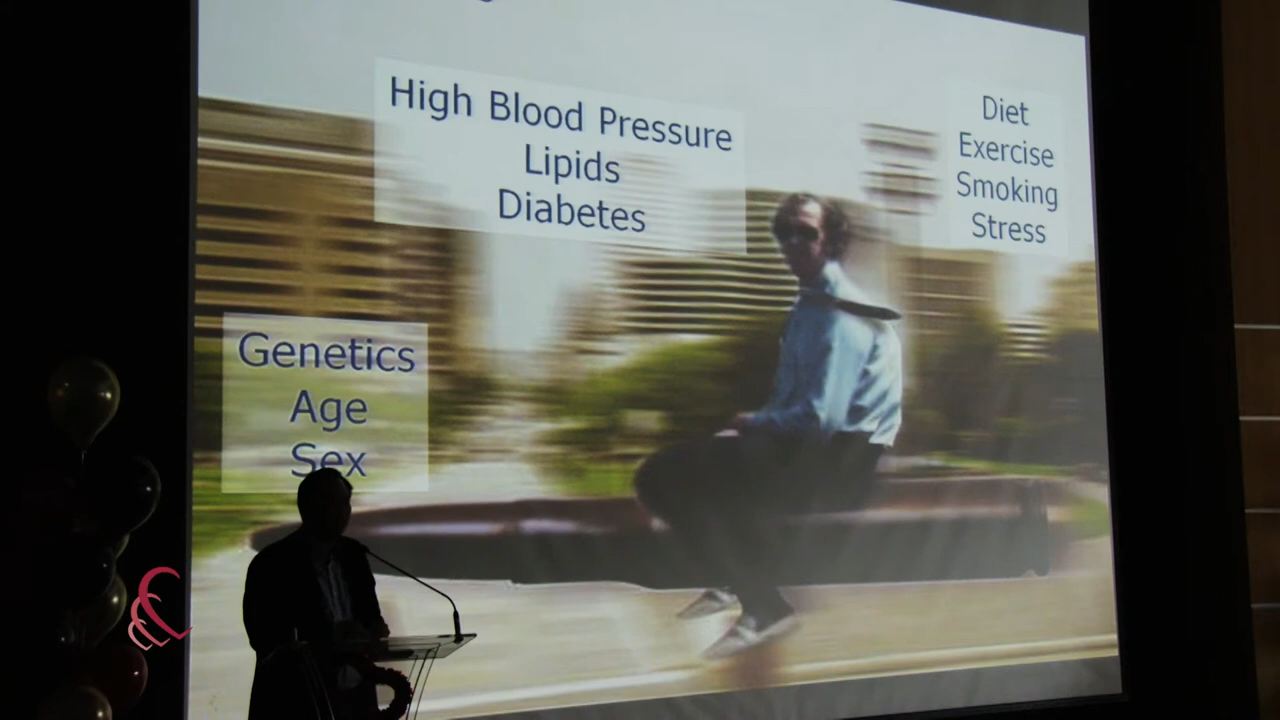 High Blood Pressure
Lipids
Diabetes
Diet
Exercise
Smoking
Stress
Genetics
Age
Sex